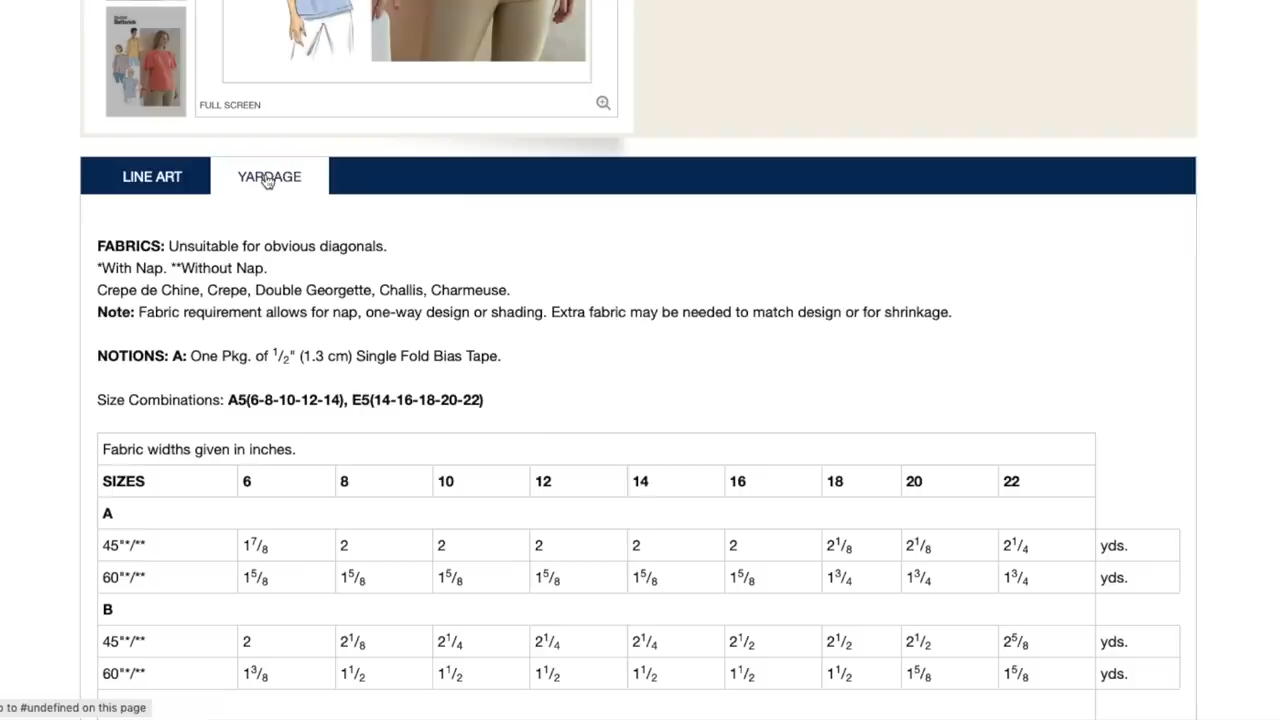 Butterick
FULL SCREEN
LINE ART YARDAGE
FABRICS: Unsuitable for obvious diagonals.
*With Nap. **Without Nap.
Crepe de Chine, Crepe, Double Georgette, Challis, Charmeuse.
Note: Fabric requirement allows for nap, one-way design or shading. Extra fabric may be needed to match design or for shrinkage.
NOTIONS: A: One Pkg. of 1/2" (1.3 cm) Single Fold Bias Tape.
Size Combinations: A5(6-8-10-12-14), E5(14-16-18-20-22)
Fabric widths given in inches.
SIZES 6 8 10 12 14 16 18 20 22
A
45"*/** 1 7/8 2 2 2 2 2 2 1/8 2 1/8 2 1/4 yds.
60"*/** 1 5/8 1 5/8 1 5/8 1 5/8 1 5/8 1 5/8 1 3/4 1 3/4 1 3/4 yds.
B
45"*/** 2 2 1/8 2 1/4 2 1/4 2 1/4 2 1/2 2 1/2 2 1/2 2 5/8 yds.
60"*/** 1 3/8 1 1/2 1 1/2 1 1/2 1 1/2 1 1/2 1 1/2 1 5/8 1 5/8 yds.
to #undefined on this page